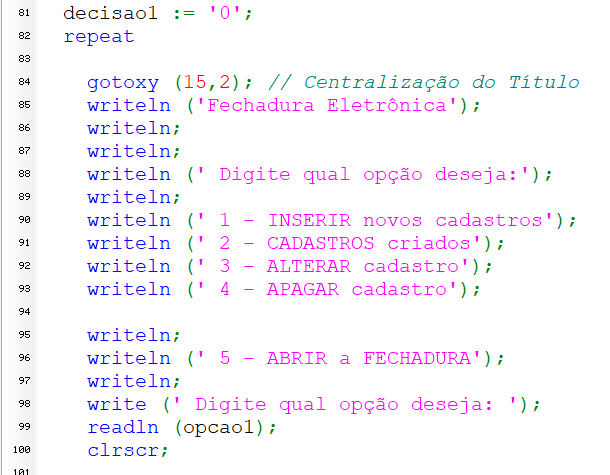 81 decisao1 := '0';
82 repeat
83
84 gotoxy (15,2); // Centralização do Título
85 writeln ('Fechadura Eletrônica');
86 writeln;
87 writeln;
88 writeln (' Digite qual opção deseja:');
89 writeln;
90 writeln (' 1 - INSERIR novos cadastros');
91 writeln (' 2 - CADASTROS criados');
92 writeln (' 3 - ALTERAR cadastro');
93 writeln (' 4 - APAGAR cadastro');
94
95 writeln;
96 writeln (' 5 - ABRIR a FECHADURA');
97 writeln;
98 write (' Digite qual opção deseja: ');
99 readln (opcao1);
100 clrscr;
101